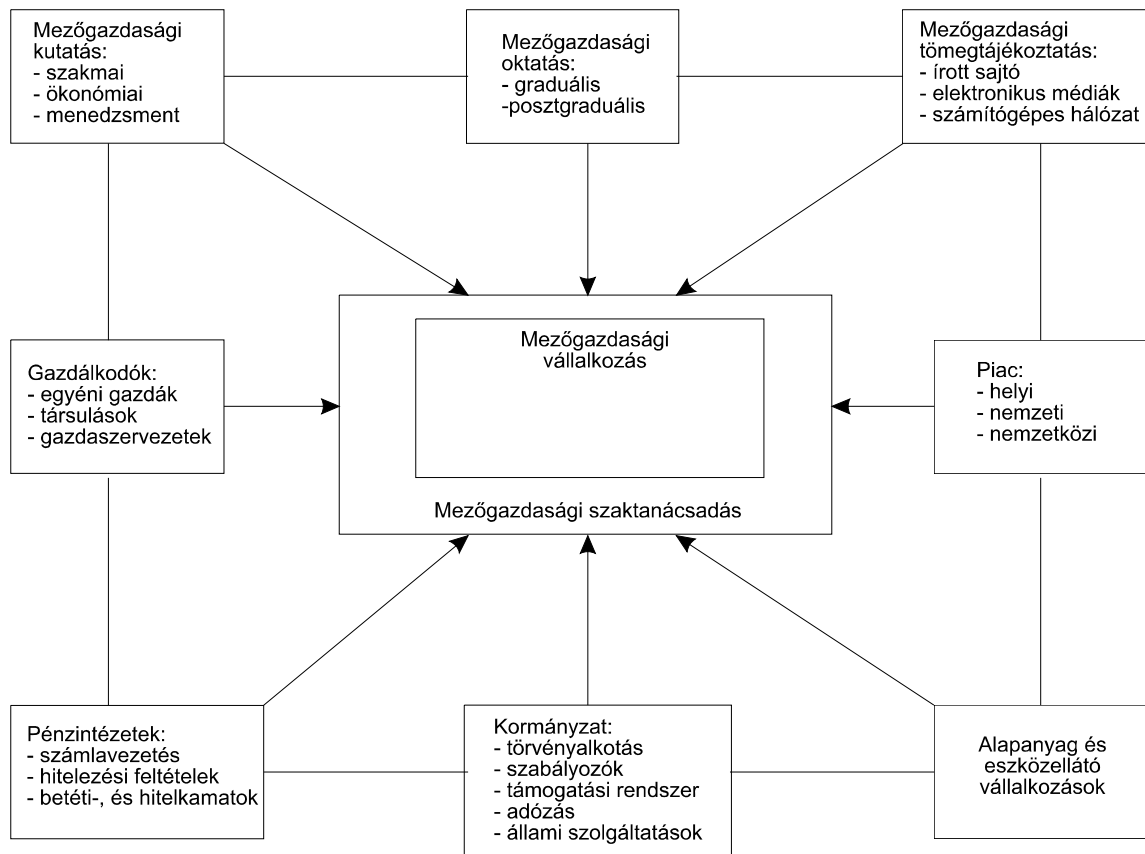 Mezőgazdasági
kutatás:
- szakmai
- ökonómiai
- menedzsment
Mezőgazdasági
oktatás:
- graduális
-posztgraduális
Mezőgazdasági
tömegtájékoztatás:
- írott sajtó
- elektronikus médiák
- számítógépes hálózat
Gazdálkodók:
- egyéni gazdák
- társulások
- gazdaszervezetek
Mezőgazdasági
vállalkozás
Mezőgazdasági szaktanácsadás
Piac:
- helyi
- nemzeti
- nemzetközi
Pénzintézetek:
- számlavezetés
- hitelezési feltételek
- betéti-, és hitelkamatok
Kormányzat:
- törvényalkotás
- szabályozók
- támogatási rendszer
- adózás
- állami szolgáltatások
Alapanyag és
eszközellátó
vállalkozások